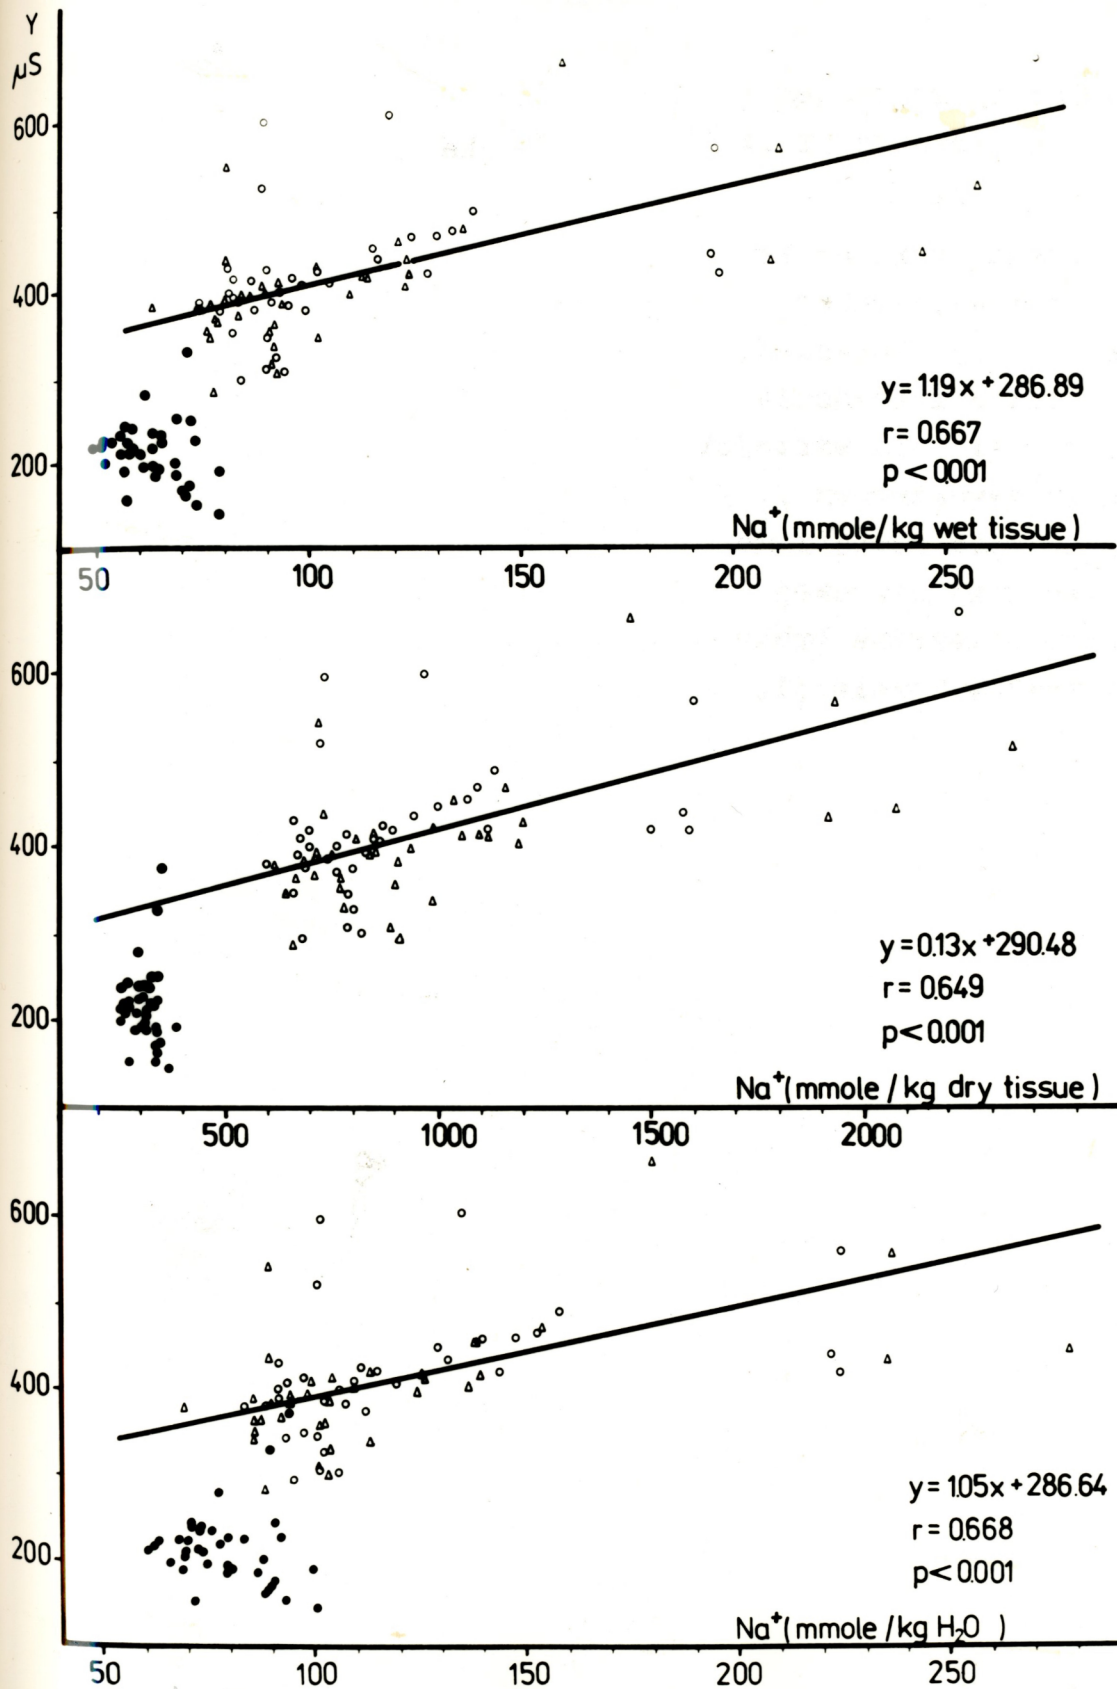 Y
μS
600
400
200
y=1.19x+286.89
r=0.667
p<0.001
Na⁺(mmole/kg wet tissue)
50 100 150 200 250
600
400
200
y=0.13x+290.48
r=0.649
p<0.001
Na⁺(mmole/kg dry tissue)
500 1000 1500 2000
600
400
200
y=1.05x+286.64
r=0.668
p<0.001
Na⁺(mmole/kg H₂O)
50 100 150 200 250